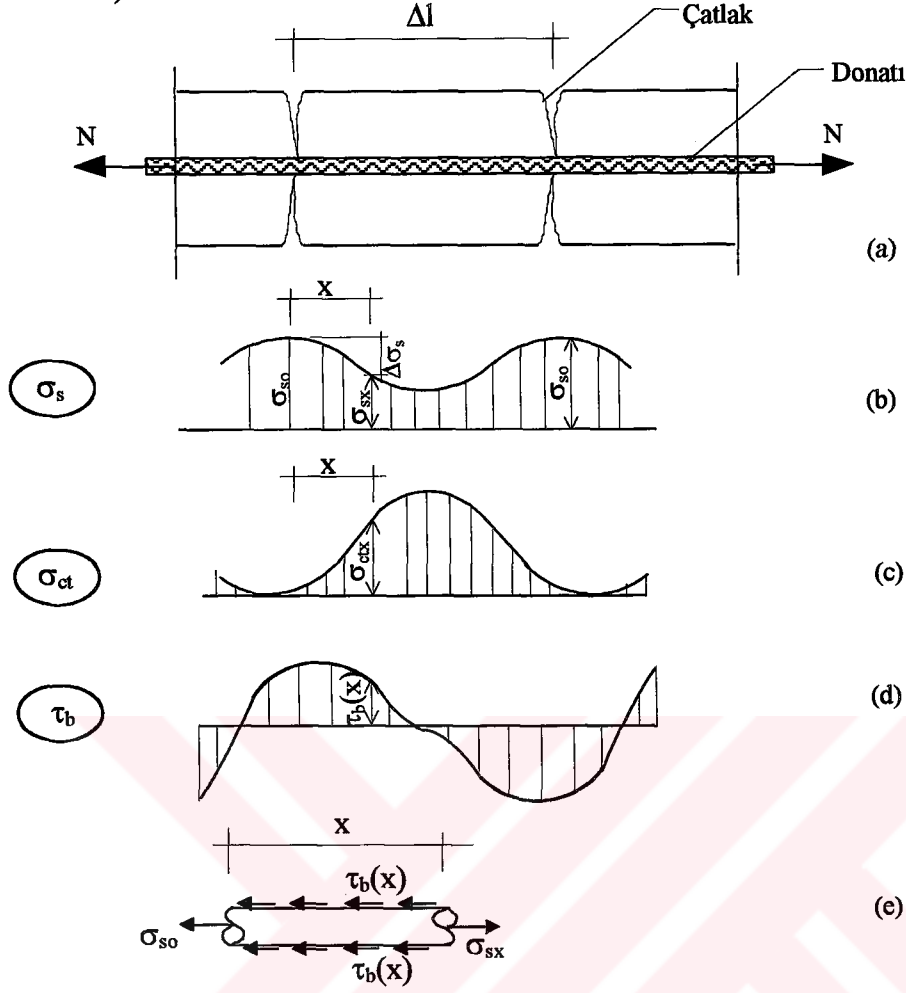 Δl
Çatlak
Donatı
N
N
(a)
x
σs
σso
σsx
Δσs
σso
(b)
x
σct
σctx
(c)
τb
τb(x)
(d)
x
τb(x)
σso
σsx
τb(x)
(e)